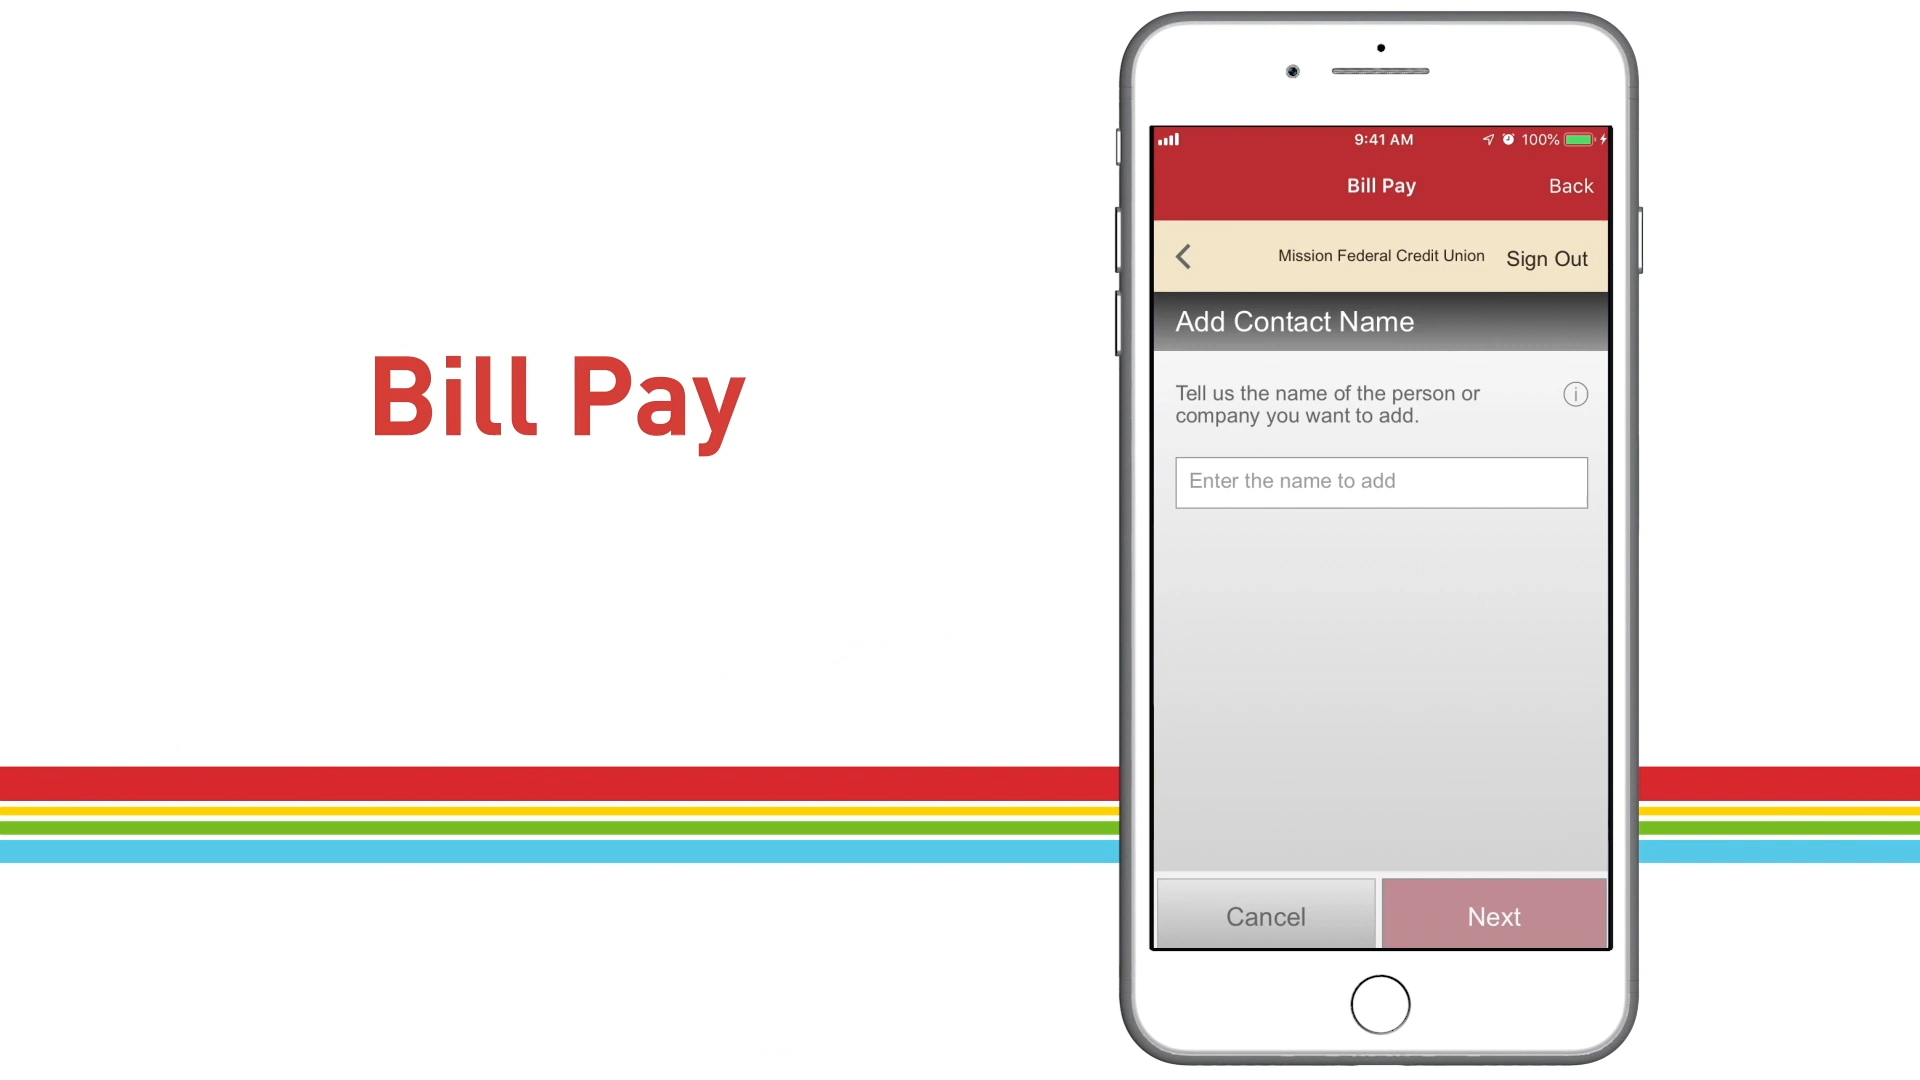 Bill Pay
9:41 AM
100%
Bill Pay
Back
Mission Federal Credit Union
Sign Out
Add Contact Name
Tell us the name of the person or
company you want to add.
Enter the name to add
Cancel
Next